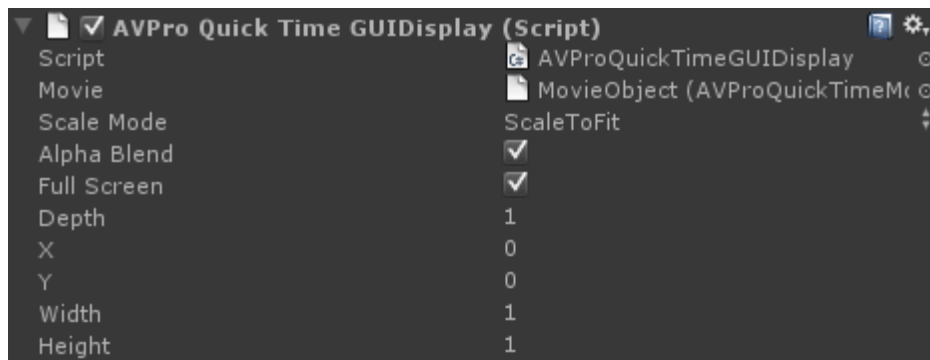 AVPro Quick Time GUIDisplay (Script)
Script AVProQuickTimeGUIDisplay
Movie MovieObject (AVProQuickTimeMo
Scale Mode ScaleToFit
Alpha Blend
Full Screen
Depth 1
X 0
Y 0
Width 1
Height 1